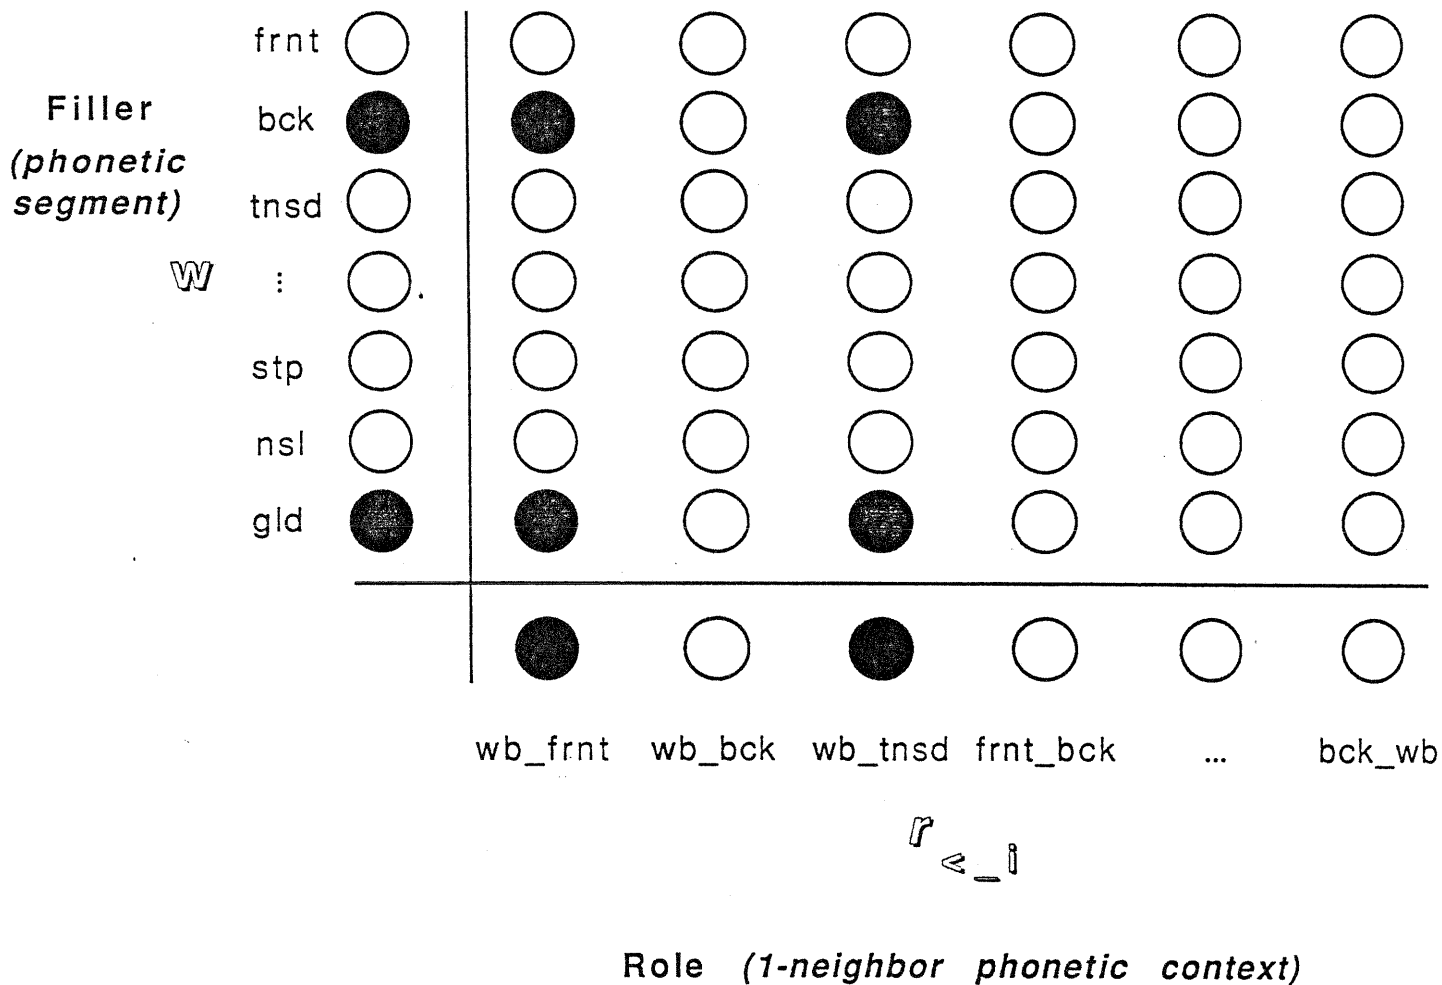 frnt
Filler
bck
(phonetic
segment)
tnsd
w
⋮
stp
nsl
gld
wb_frnt wb_bck wb_tnsd frnt_bck ... bck_wb
r
<_i
Role (1-neighbor phonetic context)